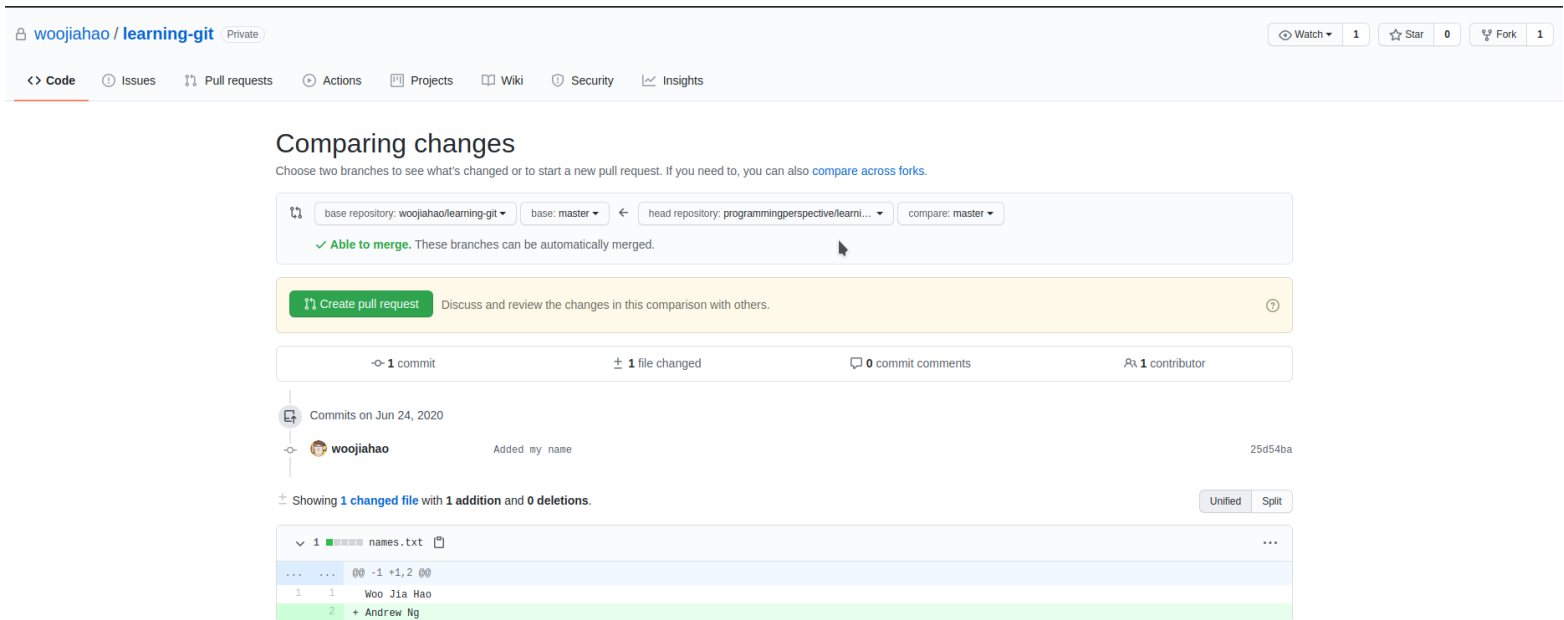 woojiahao / learning-git Private Watch 1 Star 0 Fork 1
Code Issues Pull requests Actions Projects Wiki Security Insights
Comparing changes
Choose two branches to see what's changed or to start a new pull request. If you need to, you can also compare across forks.
base repository: woojiahao/learning-git base: master head repository: programmingperspective/learni... compare: master
Able to merge. These branches can be automatically merged.
Create pull request Discuss and review the changes in this comparison with others.
1 commit 1 file changed 0 commit comments 1 contributor
Commits on Jun 24, 2020
woojiahao Added my name 25d54ba
Showing 1 changed file with 1 addition and 0 deletions. Unified Split
1 names.txt ...
... ... @@ -1 +1,2 @@
1 1 Woo Jia Hao
2 + Andrew Ng